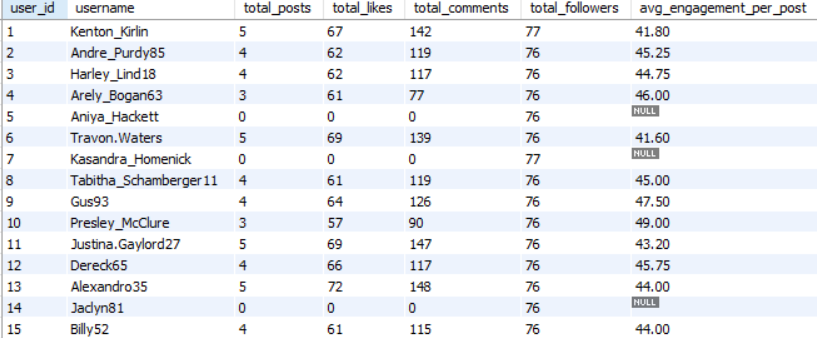 user_id username total_posts total_likes total_comments total_followers avg_engagement_per_post
1 Kenton_Kirlin 5 67 142 77 41.80
2 Andre_Purdy85 4 62 119 76 45.25
3 Harley_Lind18 4 62 117 76 44.75
4 Arely_Bogan63 3 61 77 76 46.00
5 Aniya_Hackett 0 0 0 76 NULL
6 Travon.Waters 5 69 139 76 41.60
7 Kasandra_Homenick 0 0 0 77 NULL
8 Tabitha_Schamberger11 4 61 119 76 45.00
9 Gus93 4 64 126 76 47.50
10 Presley_McClure 3 57 90 76 49.00
11 Justina.Gaylord27 5 69 147 76 43.20
12 Dereck65 4 66 117 76 45.75
13 Alexandro35 5 72 148 76 44.00
14 Jaclyn81 0 0 0 76 NULL
15 Billy52 4 61 115 76 44.00